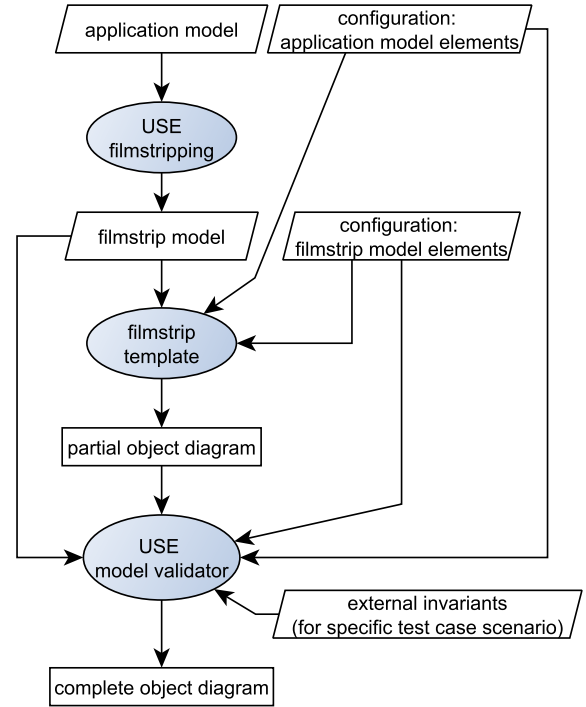 application model
configuration:
application model elements
USE
filmstripping
filmstrip model
configuration:
filmstrip model elements
filmstrip
template
partial object diagram
USE
model validator
external invariants
(for specific test case scenario)
complete object diagram